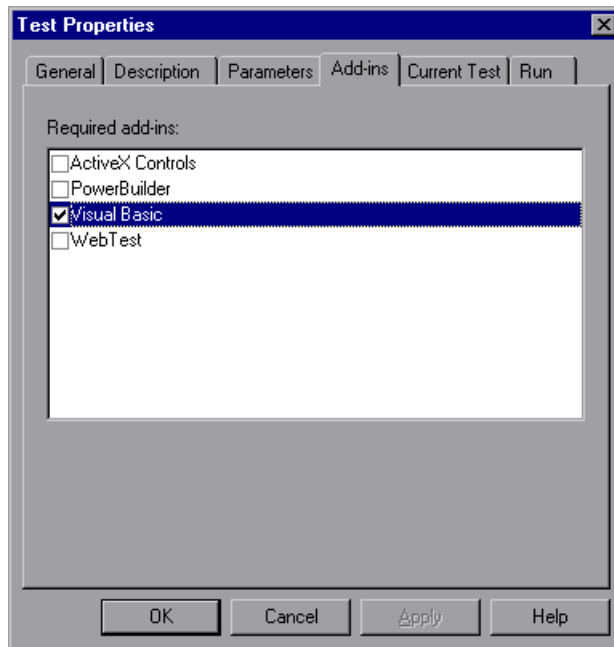 Test Properties
General Description Parameters Add-ins Current Test Run
Required add-ins:
ActiveX Controls
PowerBuilder
Visual Basic
WebTest
OK Cancel Apply Help